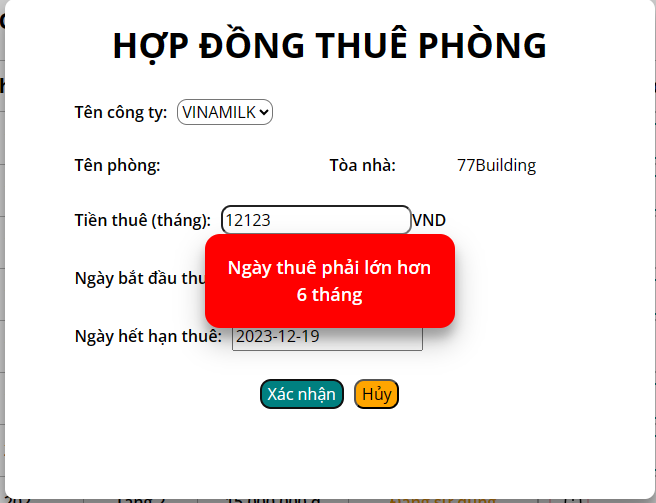 HỢP ĐỒNG THUÊ PHÒNG
Tên công ty: VINAMILK
Tên phòng: Tòa nhà: 77Building
Tiền thuê (tháng): 12123 VND
Ngày thuê phải lớn hơn
6 tháng
Ngày bắt đầu
Ngày hết hạn thuê: 2023-12-19
Xác nhận Hủy